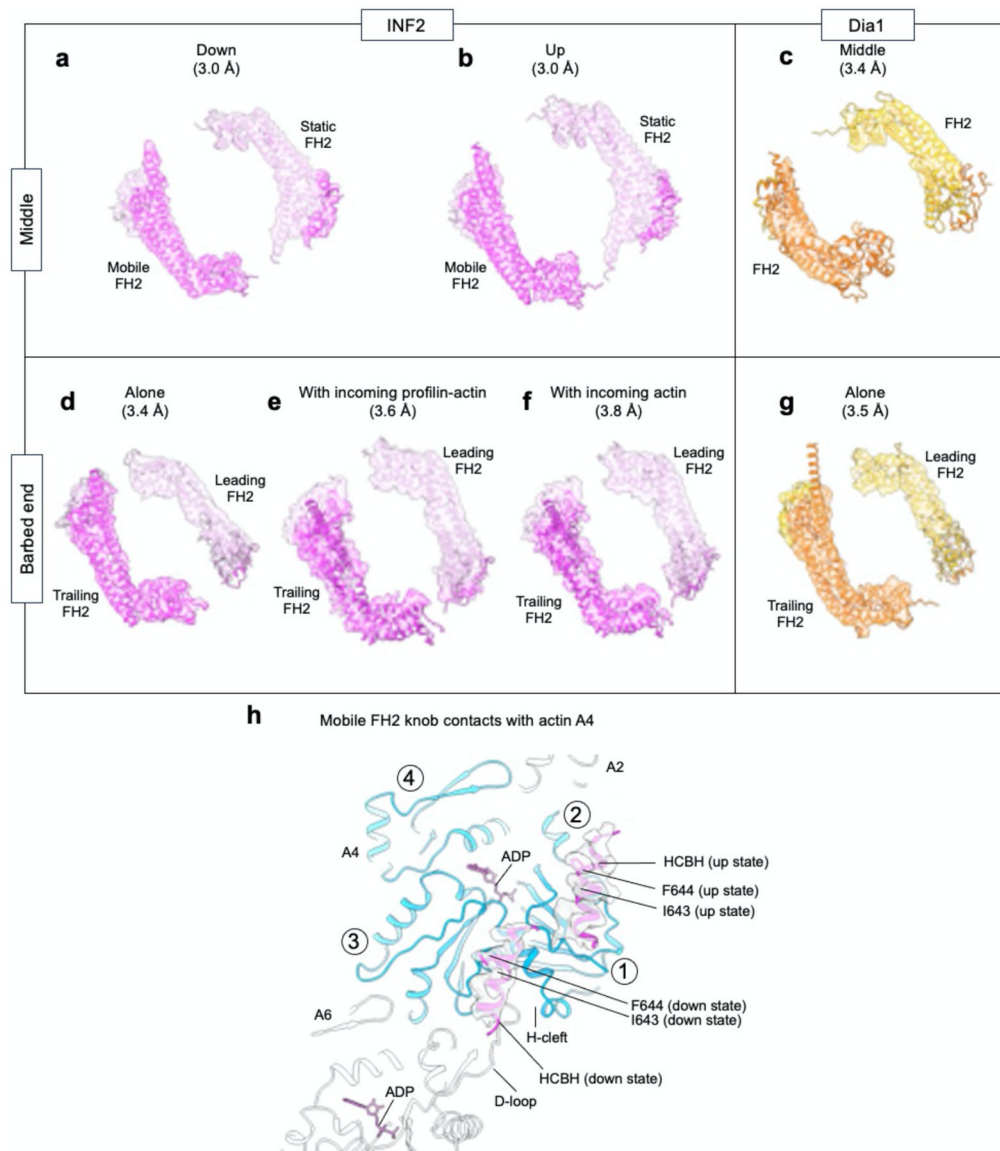 INF2
Dia1
Middle
a
Down
(3.0 Å)
Static
FH2
Mobile
FH2
b
Up
(3.0 Å)
Static
FH2
Mobile
FH2
c
Middle
(3.4 Å)
FH2
FH2
Barbed end
d
Alone
(3.4 Å)
Leading
FH2
Trailing
FH2
e
With incoming profilin-actin
(3.6 Å)
Leading
FH2
Trailing
FH2
f
With incoming actin
(3.8 Å)
Leading
FH2
Trailing
FH2
g
Alone
(3.5 Å)
Leading
FH2
Trailing
FH2
h
Mobile FH2 knob contacts with actin A4
A2
4
2
A4
ADP
HCBH (up state)
F644 (up state)
I643 (up state)
3
1
F644 (down state)
I643 (down state)
A6
H-cleft
HCBH (down state)
D-loop
ADP